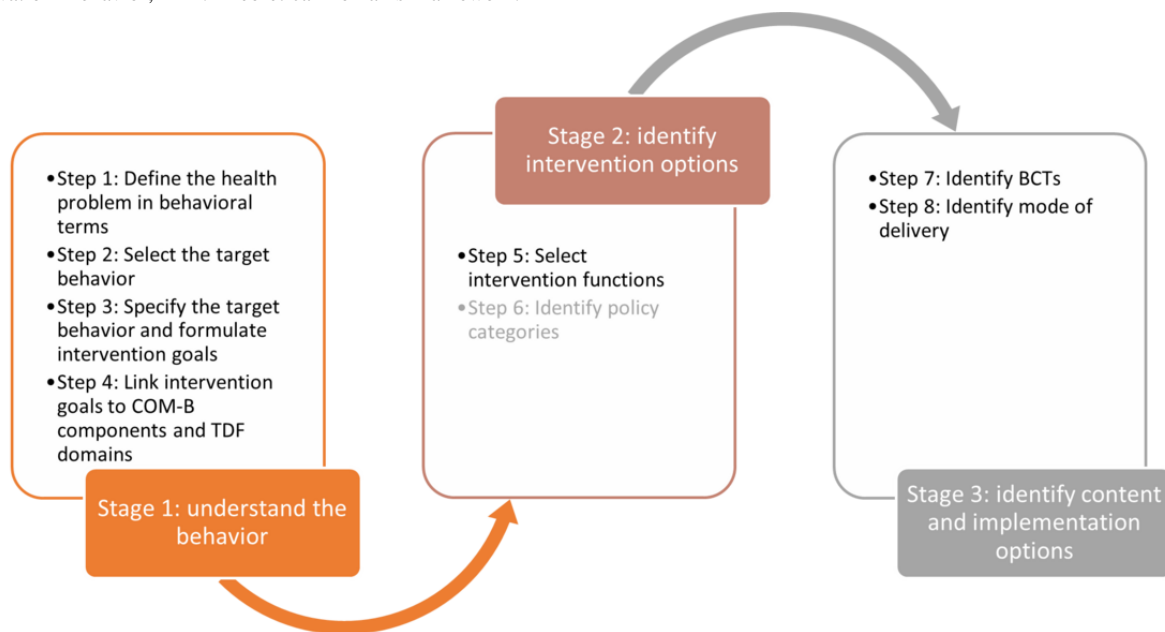 •Step 1: Define the health
problem in behavioral
terms
•Step 2: Select the target
behavior
•Step 3: Specify the target
behavior and formulate
intervention goals
•Step 4: Link intervention
goals to COM-B
components and TDF
domains
Stage 1: understand the
behavior
Stage 2: identify
intervention options
•Step 5: Select
intervention functions
•Step 6: Identify policy
categories
•Step 7: Identify BCTs
•Step 8: Identify mode of
delivery
Stage 3: identify content
and implementation
options